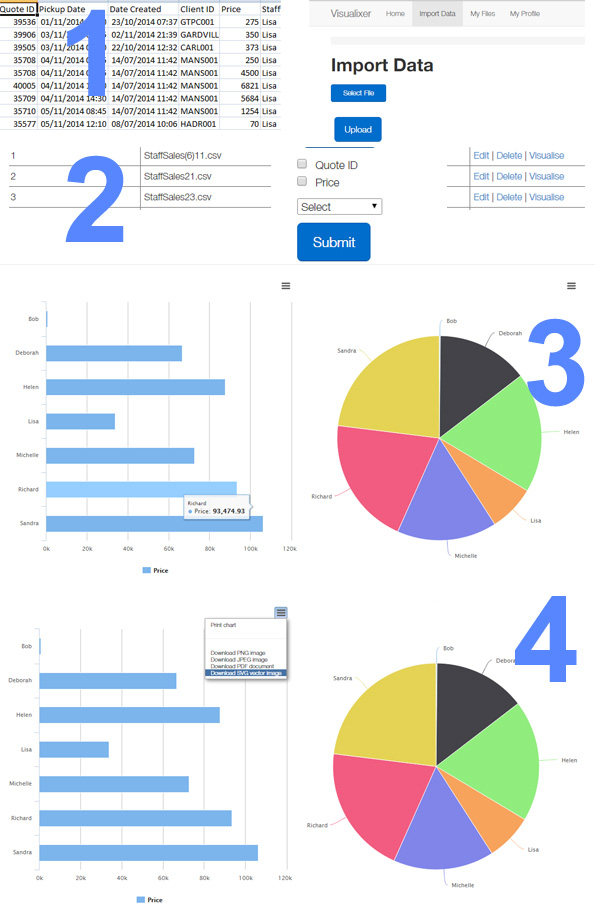 Quote ID Pickup Date Date Created Client ID Price Staff
39536 01/11/2014 23/10/2014 07:37 GTPC001 275 Lisa
39906 03/11/2014 02/11/2014 21:39 GARDVILL 350 Lisa
39505 03/11/2014 22/10/2014 12:32 CARL001 373 Lisa
35708 04/11/2014 14/07/2014 11:42 MANS001 250 Lisa
35708 04/11/2014 14/07/2014 11:42 MANS001 4500 Lisa
40005 04/11/2014 14/07/2014 11:42 MANS001 6821 Lisa
35709 04/11/2014 14:30 14/07/2014 11:42 MANS001 5684 Lisa
35710 05/11/2014 08:45 14/07/2014 11:42 MANS001 1254 Lisa
35577 05/11/2014 12:10 08/07/2014 10:06 HADR001 70 Lisa
1
Visualixer Home Import Data My Files My Profile
Import Data
Select File
Upload
1 StaffSales(6)11.csv
2 StaffSales21.csv
3 StaffSales23.csv
2
Quote ID
Price
Select
Submit
Edit | Delete | Visualise
Edit | Delete | Visualise
Edit | Delete | Visualise
Bob
Deborah
Helen
Lisa
Michelle
Richard
Sandra
Richard
Price: 93,474.93
0k 20k 40k 60k 80k 100k 120k
Price
3
Bob
Deborah
Sandra
Helen
Richard
Lisa
Michelle
Print chart
Download PNG image
Download JPEG image
Download PDF document
Download SVG vector image
Bob
Deborah
Helen
Lisa
Michelle
Richard
Sandra
0k 20k 40k 60k 80k 100k 120k
Price
4
Bob
Sandra
Helen
Richard
Lisa
Michelle